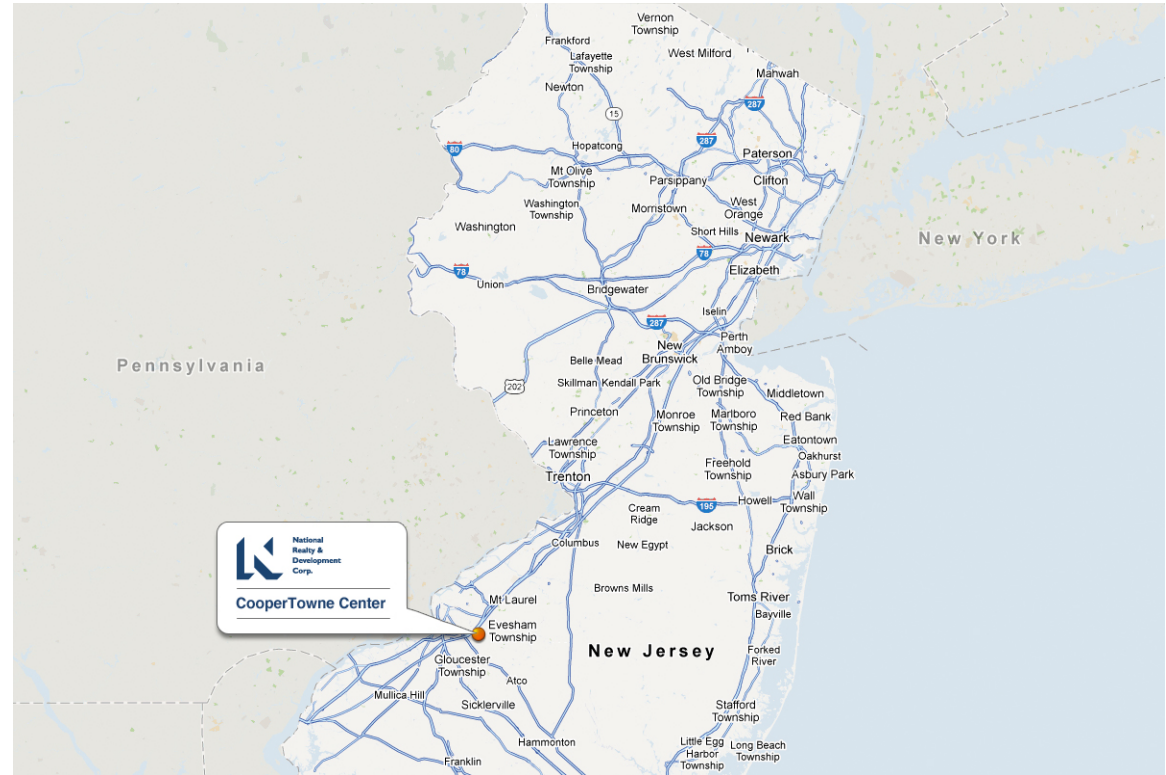 Vernon
Township
Frankford
Lafayette
Township
West Milford
Mahwah
Newton
287
15
287
80
Hopatcong
Paterson
Mt Olive
Township
Parsippany
Clifton
Washington
Township
Morristown
West
Orange
Washington
Short Hills
Newark
New York
78
78
Union
Elizabeth
Bridgewater
Iselin
287
Perth
Amboy
New
Brunswick
Pennsylvania
Belle Mead
202
Skillman
Kendall Park
Old Bridge
Township
Middletown
Princeton
Monroe
Township
Marlboro
Township
Red Bank
Lawrence
Township
Eatontown
Oakhurst
Freehold
Township
Asbury Park
Trenton
195
Howell
Wall
Township
Cream
Ridge
Jackson
Columbus
New Egypt
Brick
National
Realty &
Development
Corp.
CooperTowne Center
Browns Mills
Toms River
Mt Laurel
Bayville
Evesham
Township
New Jersey
Forked
River
Gloucester
Township
Atco
Mullica Hill
Sicklerville
Stafford
Township
Hammonton
Little Egg
Harbor
Township
Long Beach
Township
Franklin